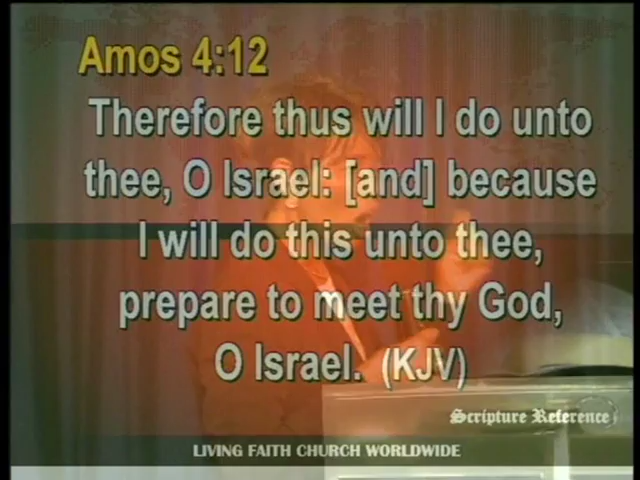 Amos 4:12
Therefore thus will I do unto
thee, O Israel: [and] because
I will do this unto thee,
prepare to meet thy God,
O Israel. (KJV)
Scripture Reference
LIVING FAITH CHURCH WORLDWIDE